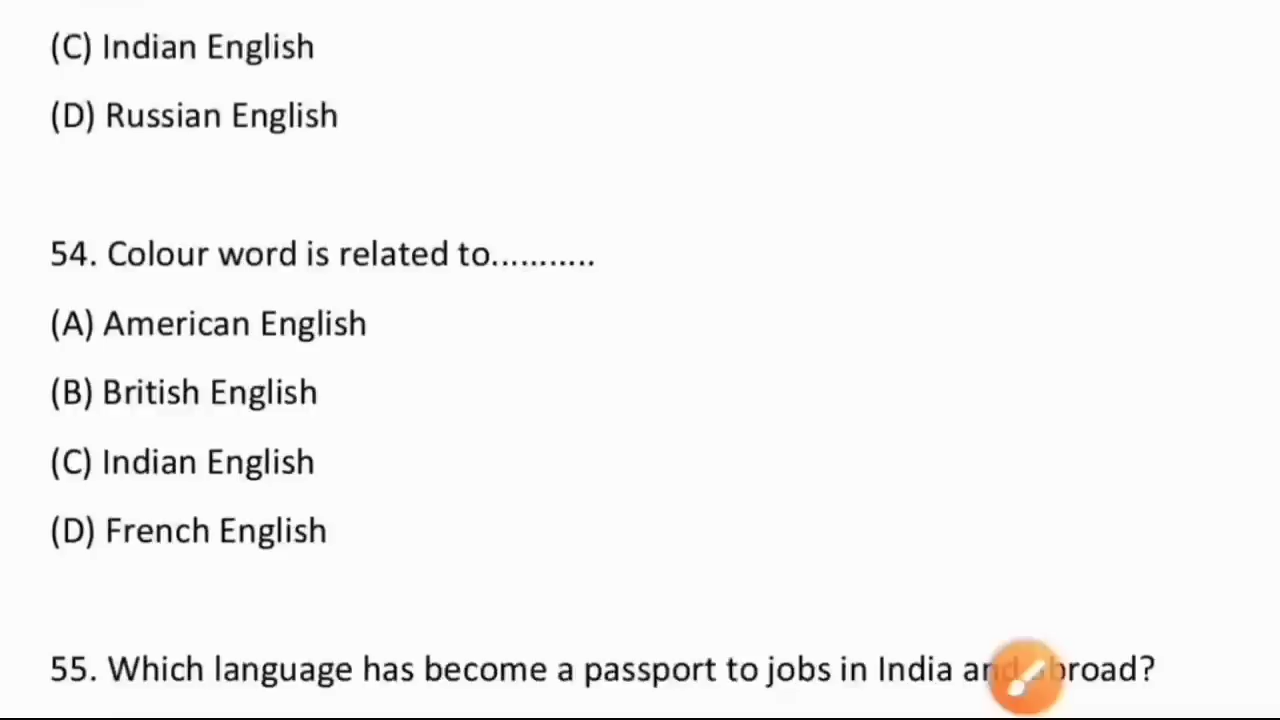 (C) Indian English
(D) Russian English
54. Colour word is related to...........
(A) American English
(B) British English
(C) Indian English
(D) French English
55. Which language has become a passport to jobs in India and abroad?